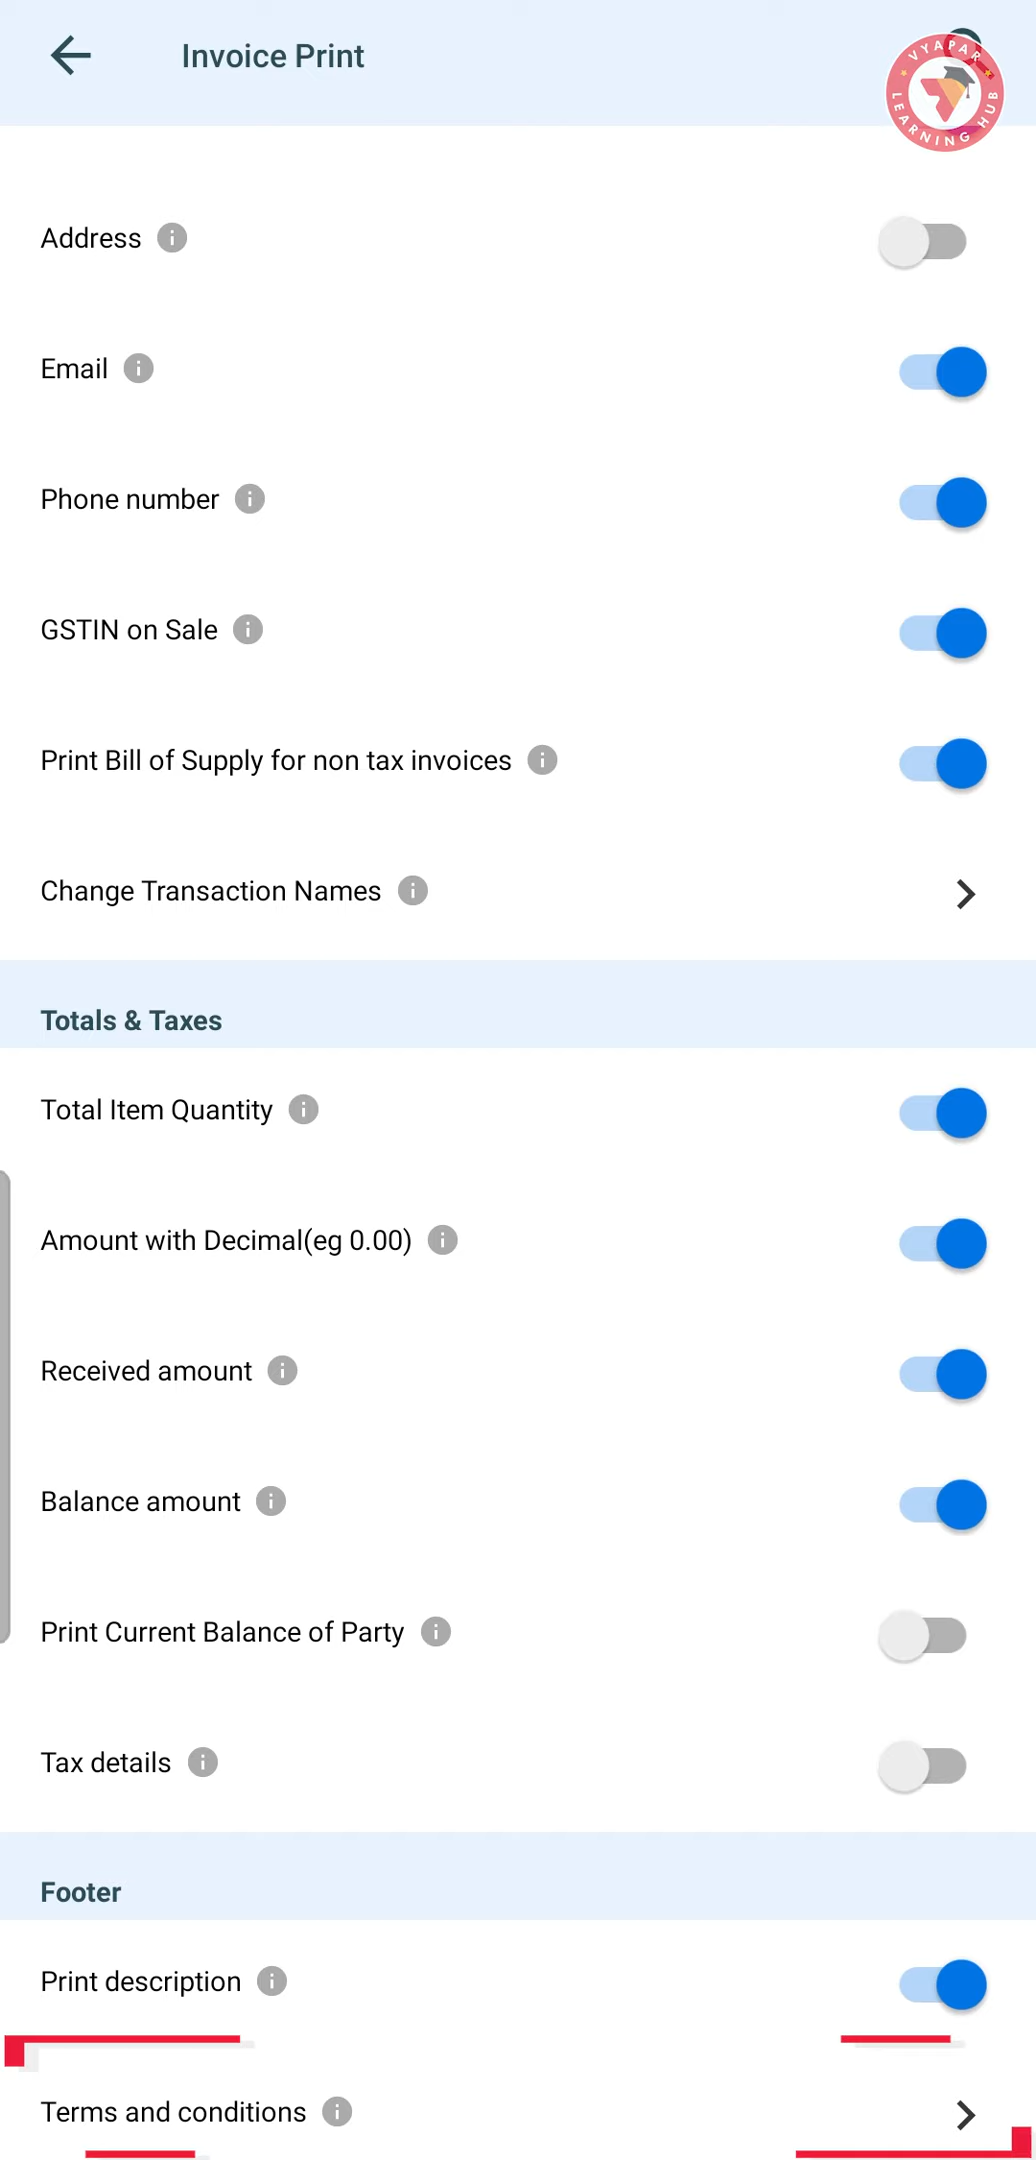 Invoice Print
VYAPAR
LEARNING HUB
Address
Email
Phone number
GSTIN on Sale
Print Bill of Supply for non tax invoices
Change Transaction Names
Totals & Taxes
Total Item Quantity
Amount with Decimal(eg 0.00)
Received amount
Balance amount
Print Current Balance of Party
Tax details
Footer
Print description
Terms and conditions